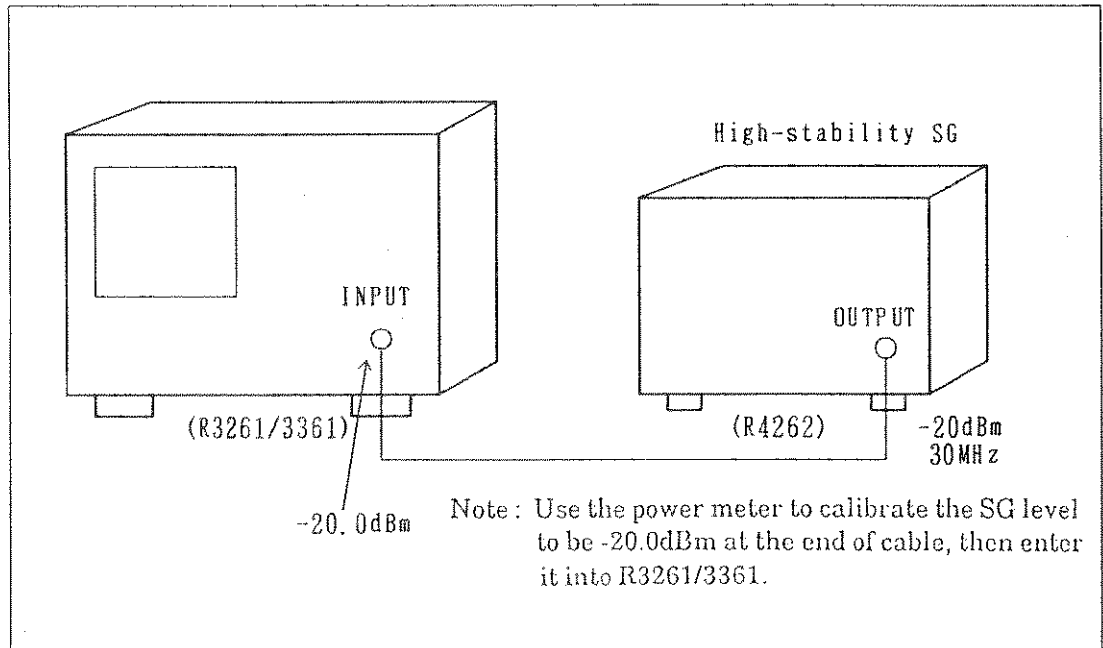 High-stability SG
INPUT
OUTPUT
(R3261/3361)
(R4262)
-20dBm
30MHz
-20.0dBm
Note : Use the power meter to calibrate the SG level
to be -20.0dBm at the end of cable, then enter
it into R3261/3361.